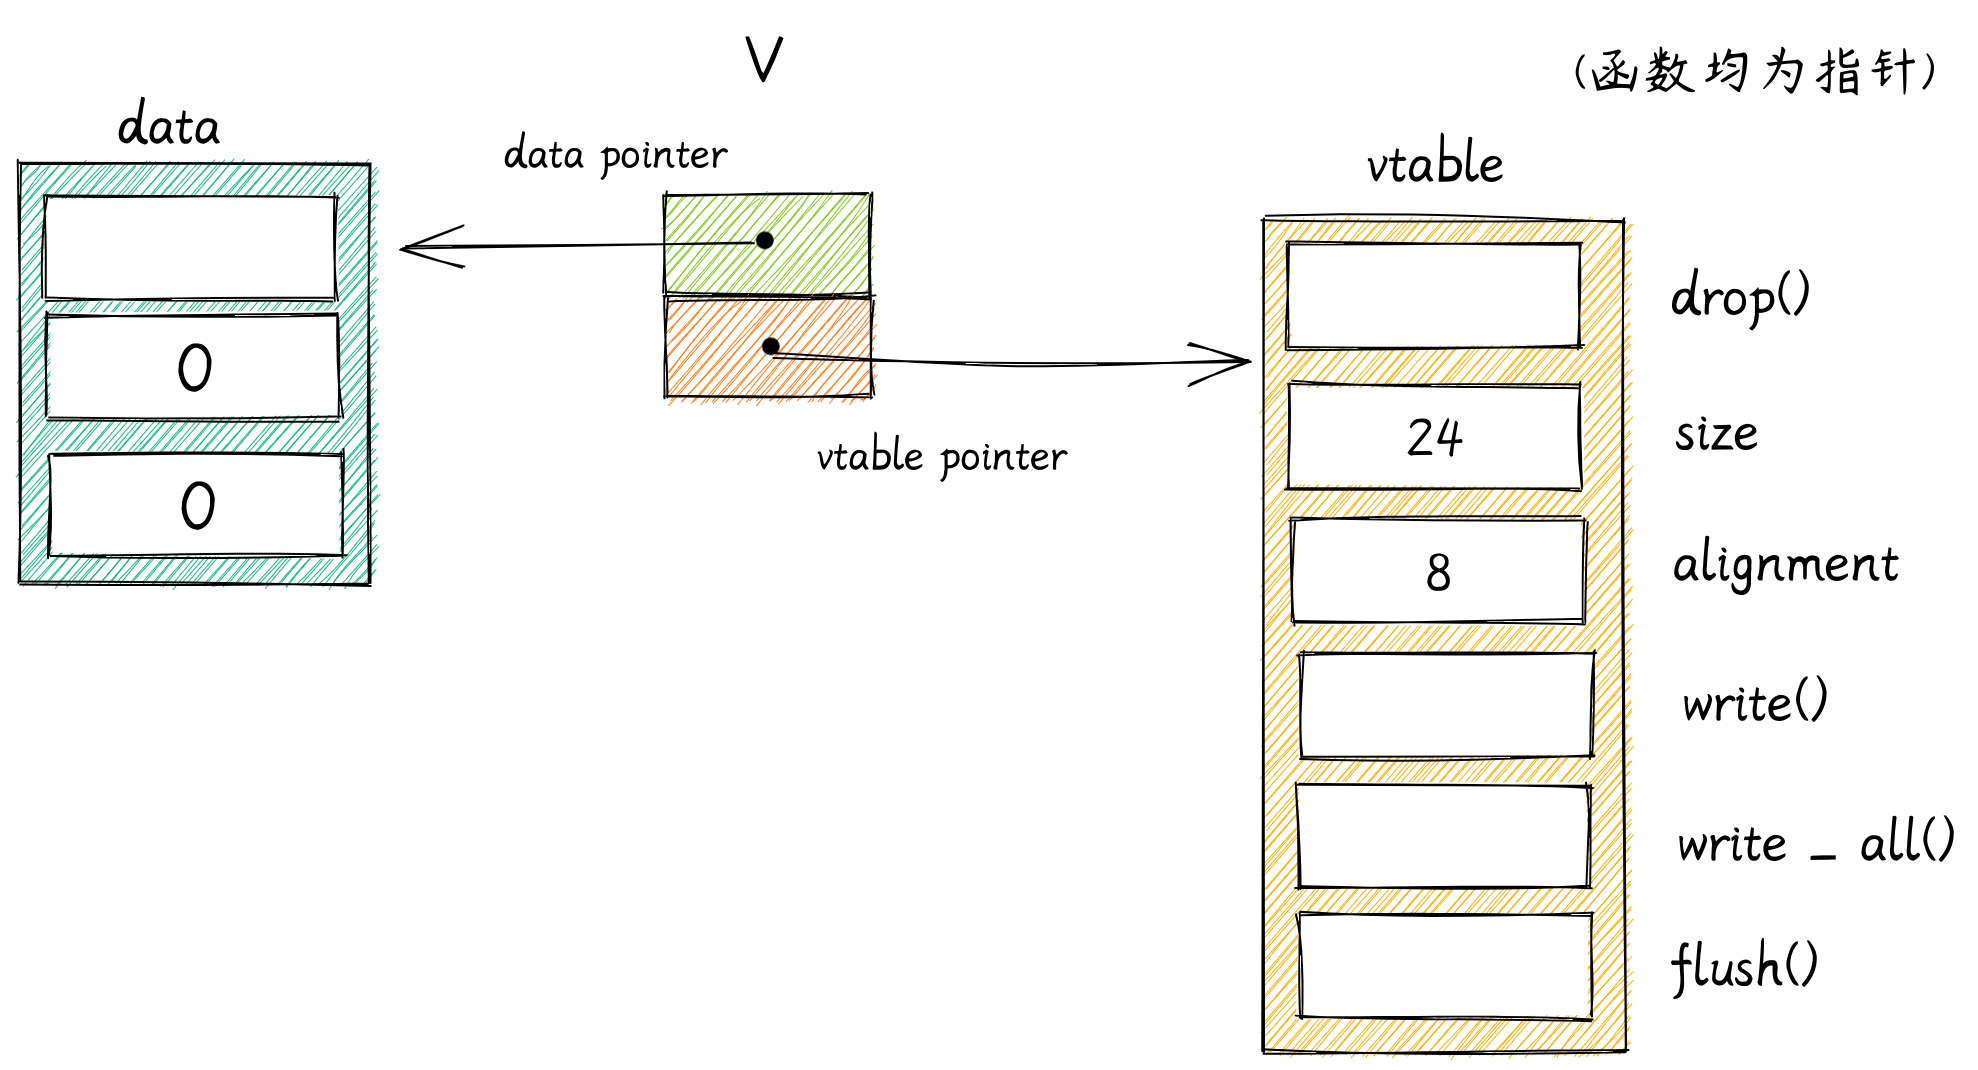 V
(函数均为指针)
data
data pointer
vtable
0
0
vtable pointer
drop()
24
size
8
alignment
write()
write _ all()
flush()